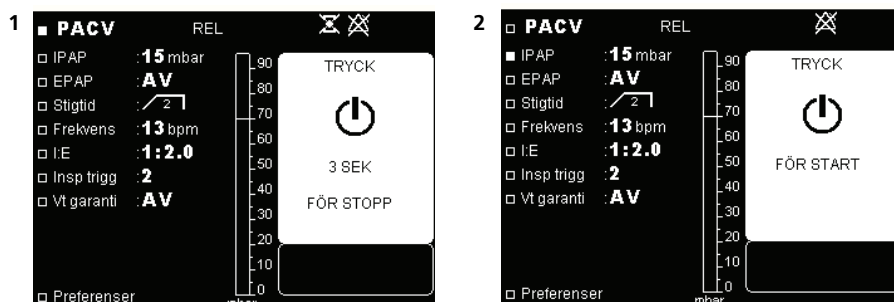 1
PACV REL
IPAP :15 mbar
EPAP :AV
Stigtid : 2
Frekvens :13 bpm
I:E :1:2.0
Insp trigg :2
Vt garanti :AV
Preferenser
90
80
70
60
50
40
30
20
10
0
mbar
TRYCK
3 SEK
FÖR STOPP
2
PACV REL
IPAP :15 mbar
EPAP :AV
Stigtid : 2
Frekvens :13 bpm
I:E :1:2.0
Insp trigg :2
Vt garanti :AV
Preferenser
90
80
70
60
50
40
30
20
10
0
mbar
TRYCK
FÖR START